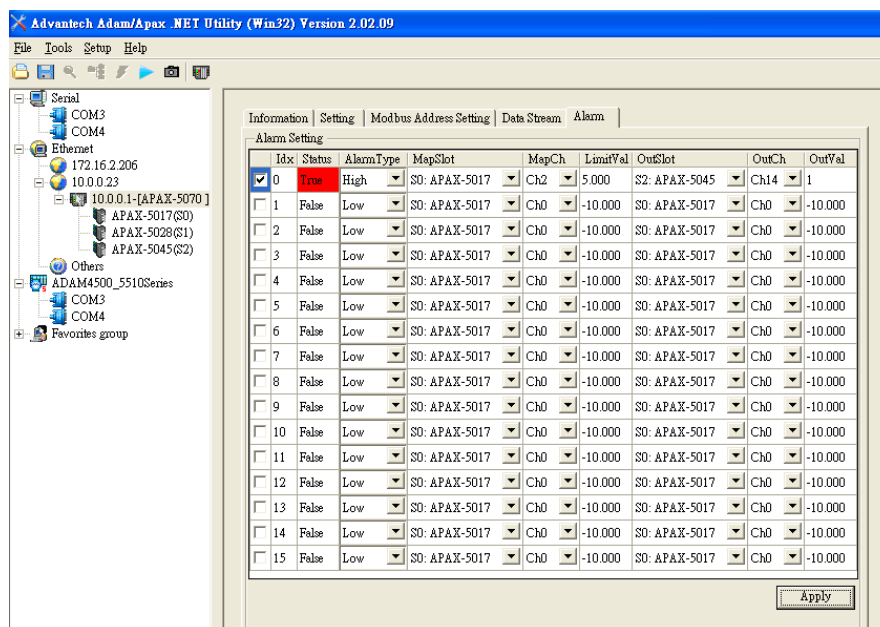 Advantech Adam/Apax .NET Utility (Win32) Version 2.02.09
File Tools Setup Help
Serial
COM3
COM4
Ethernet
172.16.2.206
10.0.0.23
10.0.0.1-[APAX-5070 ]
APAX-5017(S0)
APAX-5028(S1)
APAX-5045(S2)
Others
ADAM4500_5510Series
COM3
COM4
Favorites group
Information Setting Modbus Address Setting Data Stream Alarm
Alarm Setting
Idx Status AlarmType MapSlot MapCh LimitVal OutSlot OutCh OutVal
0 True High S0: APAX-5017 Ch2 5.000 S2: APAX-5045 Ch14 1
1 False Low S0: APAX-5017 Ch0 -10.000 S0: APAX-5017 Ch0 -10.000
2 False Low S0: APAX-5017 Ch0 -10.000 S0: APAX-5017 Ch0 -10.000
3 False Low S0: APAX-5017 Ch0 -10.000 S0: APAX-5017 Ch0 -10.000
4 False Low S0: APAX-5017 Ch0 -10.000 S0: APAX-5017 Ch0 -10.000
5 False Low S0: APAX-5017 Ch0 -10.000 S0: APAX-5017 Ch0 -10.000
6 False Low S0: APAX-5017 Ch0 -10.000 S0: APAX-5017 Ch0 -10.000
7 False Low S0: APAX-5017 Ch0 -10.000 S0: APAX-5017 Ch0 -10.000
8 False Low S0: APAX-5017 Ch0 -10.000 S0: APAX-5017 Ch0 -10.000
9 False Low S0: APAX-5017 Ch0 -10.000 S0: APAX-5017 Ch0 -10.000
10 False Low S0: APAX-5017 Ch0 -10.000 S0: APAX-5017 Ch0 -10.000
11 False Low S0: APAX-5017 Ch0 -10.000 S0: APAX-5017 Ch0 -10.000
12 False Low S0: APAX-5017 Ch0 -10.000 S0: APAX-5017 Ch0 -10.000
13 False Low S0: APAX-5017 Ch0 -10.000 S0: APAX-5017 Ch0 -10.000
14 False Low S0: APAX-5017 Ch0 -10.000 S0: APAX-5017 Ch0 -10.000
15 False Low S0: APAX-5017 Ch0 -10.000 S0: APAX-5017 Ch0 -10.000
Apply